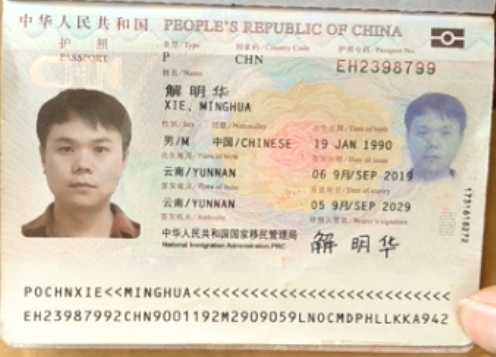 中华人民共和国 PEOPLE'S REPUBLIC OF CHINA
护照 PASSPORT
类型/Type 国家码/Country Code 护照号码/Passport No.
P CHN EH2398799
姓名/Name
解明华
XIE, MINGHUA
性别/Sex 国籍/Nationality 出生日期/Date of birth
男/M 中国/CHINESE 19 JAN 1990
出生地点/Place of birth 签发日期/Date of issue
云南/YUNNAN 06 9月/SEP 2019
签发地点/Place of issue 有效期至/Date of expiry
云南/YUNNAN 05 9月/SEP 2029
签发机关/Authority 持照人签名/Bearer's signature
中华人民共和国国家移民管理局
National Immigration Administration, PRC
解明华
POCHNXIE<<MINGHUA<<<<<<<<<<<<<<<<<<<<<<<<<<<
EH23987992CHN9001192M2909059LNOCMDPHLLKKA942